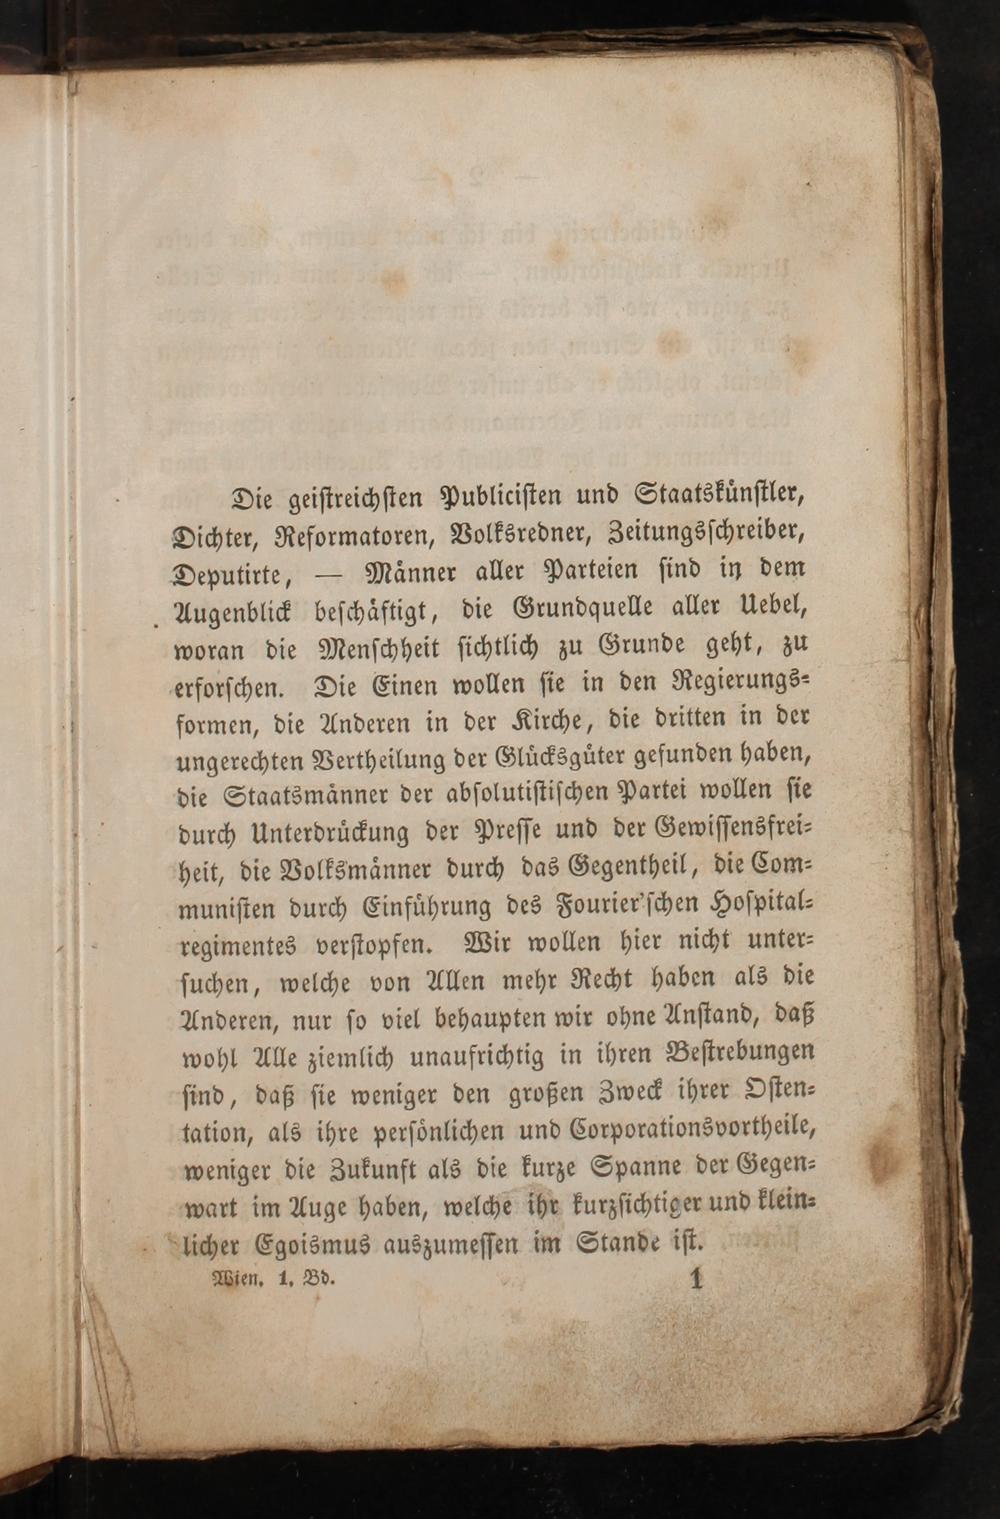 Die geistreichsten Publicisten und Staatskünstler,
Dichter, Reformatoren, Volksredner, Zeitungsschreiber,
Deputirte, — Männer aller Parteien sind in dem
Augenblick beschäftigt, die Grundquelle aller Uebel,
woran die Menschheit sichtlich zu Grunde geht, zu
erforschen. Die Einen wollen sie in den Regierungs-
formen, die Anderen in der Kirche, die dritten in der
ungerechten Vertheilung der Glücksgüter gefunden haben,
die Staatsmänner der absolutistischen Partei wollen sie
durch Unterdrückung der Presse und der Gewissensfrei-
heit, die Volksmänner durch das Gegentheil, die Com-
munisten durch Einführung des Fourier'schen Hospital-
regimentes verstopfen. Wir wollen hier nicht unter-
suchen, welche von Allen mehr Recht haben als die
Anderen, nur so viel behaupten wir ohne Anstand, daß
wohl Alle ziemlich unaufrichtig in ihren Bestrebungen
sind, daß sie weniger den großen Zweck ihrer Osten-
tation, als ihre persönlichen und Corporationsvortheile,
weniger die Zukunft als die kurze Spanne der Gegen-
wart im Auge haben, welche ihr kurzsichtiger und klein-
licher Egoismus auszumessen im Stande ist.
Wien. 1. Bd. 1